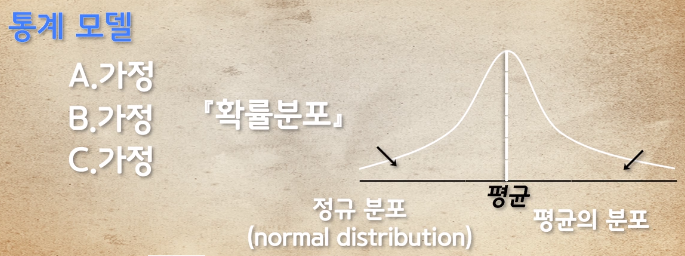 통계 모델
A.가정
B.가정
C.가정
『확률분포』
평균
정규 분포
(normal distribution)
평균의 분포